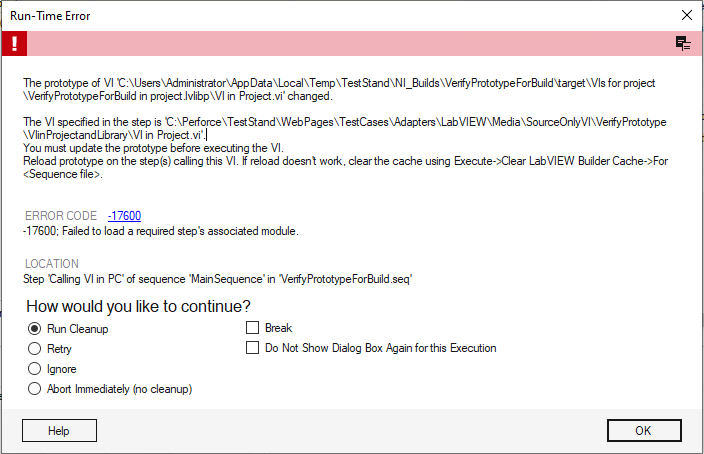 Run-Time Error
The prototype of VI 'C:\Users\Administrator\AppData\Local\Temp\TestStand\NI_Builds\VerifyPrototypeForBuild\target\VIs for project
\VerifyPrototypeForBuild in project.lvlibp\VI in Project.vi' changed.
The VI specified in the step is 'C:\Perforce\TestStand\WebPages\TestCases\Adapters\LabVIEW\Media\SourceOnlyVI\VerifyPrototype
\VIinProjectandLibrary\VI in Project.vi'.
You must update the prototype before executing the VI.
Reload prototype on the step(s) calling this VI. If reload doesn't work, clear the cache using Execute->Clear LabVIEW Builder Cache->For
<Sequence file>.
ERROR CODE -17600
-17600; Failed to load a required step's associated module.
LOCATION
Step 'Calling VI in PC' of sequence 'MainSequence' in 'VerifyPrototypeForBuild.seq'
How would you like to continue?
Run Cleanup
Break
Retry
Do Not Show Dialog Box Again for this Execution
Ignore
Abort Immediately (no cleanup)
Help
OK